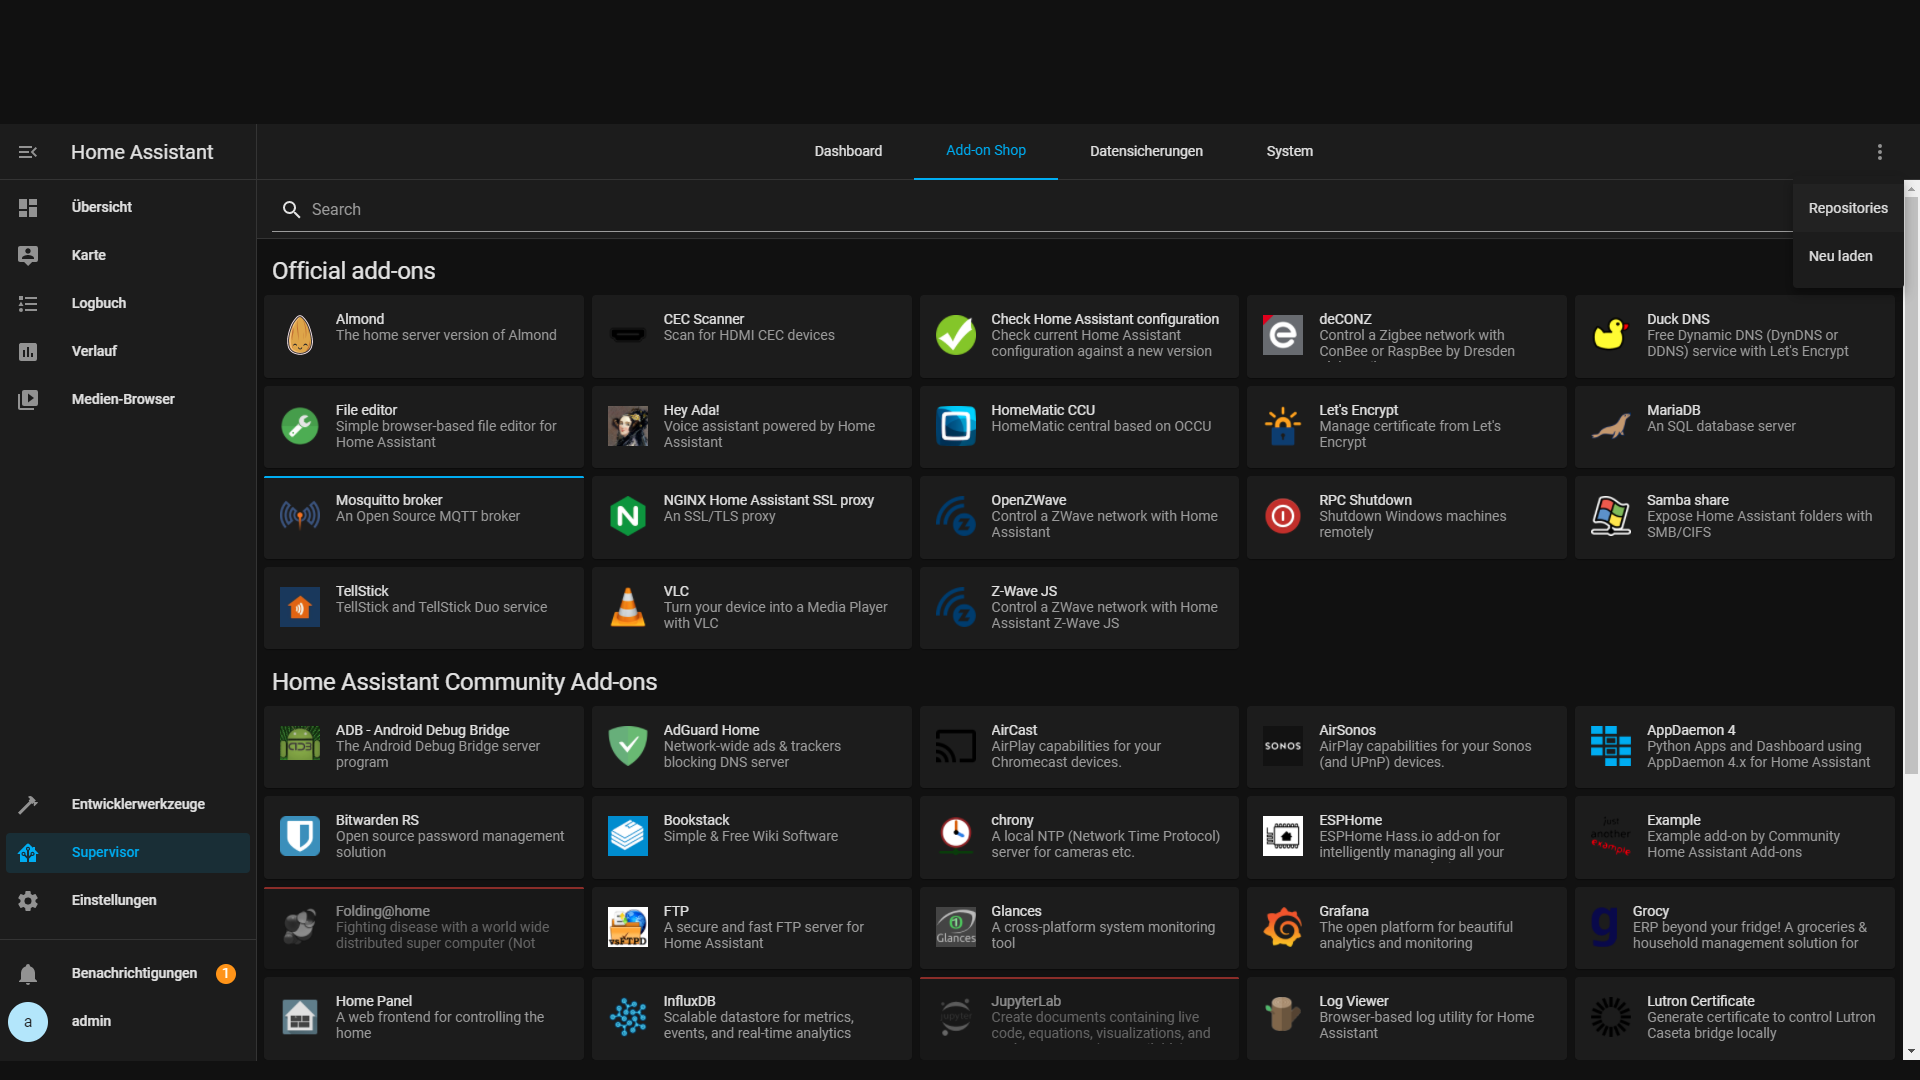 Home Assistant
Dashboard
Add-on Shop
Datensicherungen
System
Übersicht
Karte
Logbuch
Verlauf
Medien-Browser
Entwicklerwerkzeuge
Supervisor
Einstellungen
Benachrichtigungen
1
a
admin
Search
Repositories
Neu laden
Official add-ons
Almond
The home server version of Almond
CEC Scanner
Scan for HDMI CEC devices
Check Home Assistant configuration
Check current Home Assistant
configuration against a new version
deCONZ
Control a Zigbee network with
ConBee or RaspBee by Dresden
Duck DNS
Free Dynamic DNS (DynDNS or
DDNS) service with Let's Encrypt
File editor
Simple browser-based file editor for
Home Assistant
Hey Ada!
Voice assistant powered by Home
Assistant
HomeMatic CCU
HomeMatic central based on OCCU
Let's Encrypt
Manage certificate from Let's
Encrypt
MariaDB
An SQL database server
Mosquitto broker
An Open Source MQTT broker
NGINX Home Assistant SSL proxy
An SSL/TLS proxy
OpenZWave
Control a ZWave network with Home
Assistant
RPC Shutdown
Shutdown Windows machines
remotely
Samba share
Expose Home Assistant folders with
SMB/CIFS
TellStick
TellStick and TellStick Duo service
VLC
Turn your device into a Media Player
with VLC
Z-Wave JS
Control a ZWave network with Home
Assistant Z-Wave JS
Home Assistant Community Add-ons
ADB - Android Debug Bridge
The Android Debug Bridge server
program
AdGuard Home
Network-wide ads & trackers
blocking DNS server
AirCast
AirPlay capabilities for your
Chromecast devices.
SONOS
AirSonos
AirPlay capabilities for your Sonos
(and UPnP) devices.
AppDaemon 4
Python Apps and Dashboard using
AppDaemon 4.x for Home Assistant
Bitwarden RS
Open source password management
solution
Bookstack
Simple & Free Wiki Software
chrony
A local NTP (Network Time Protocol)
server for cameras etc.
ESPHome
ESPHome Hass.io add-on for
intelligently managing all your
just
another
example
Example
Example add-on by Community
Home Assistant Add-ons
Folding@home
Fighting disease with a world wide
distributed super computer (Not
vsFTPD
FTP
A secure and fast FTP server for
Home Assistant
Glances
Glances
A cross-platform system monitoring
tool
Grafana
The open platform for beautiful
analytics and monitoring
g
Grocy
ERP beyond your fridge! A groceries &
household management solution for
Home Panel
A web frontend for controlling the
home
InfluxDB
Scalable datastore for metrics,
events, and real-time analytics
jupyter
JupyterLab
Create documents containing live
code, equations, visualizations, and
Log Viewer
Browser-based log utility for Home
Assistant
Lutron Certificate
Generate certificate to control Lutron
Caseta bridge locally